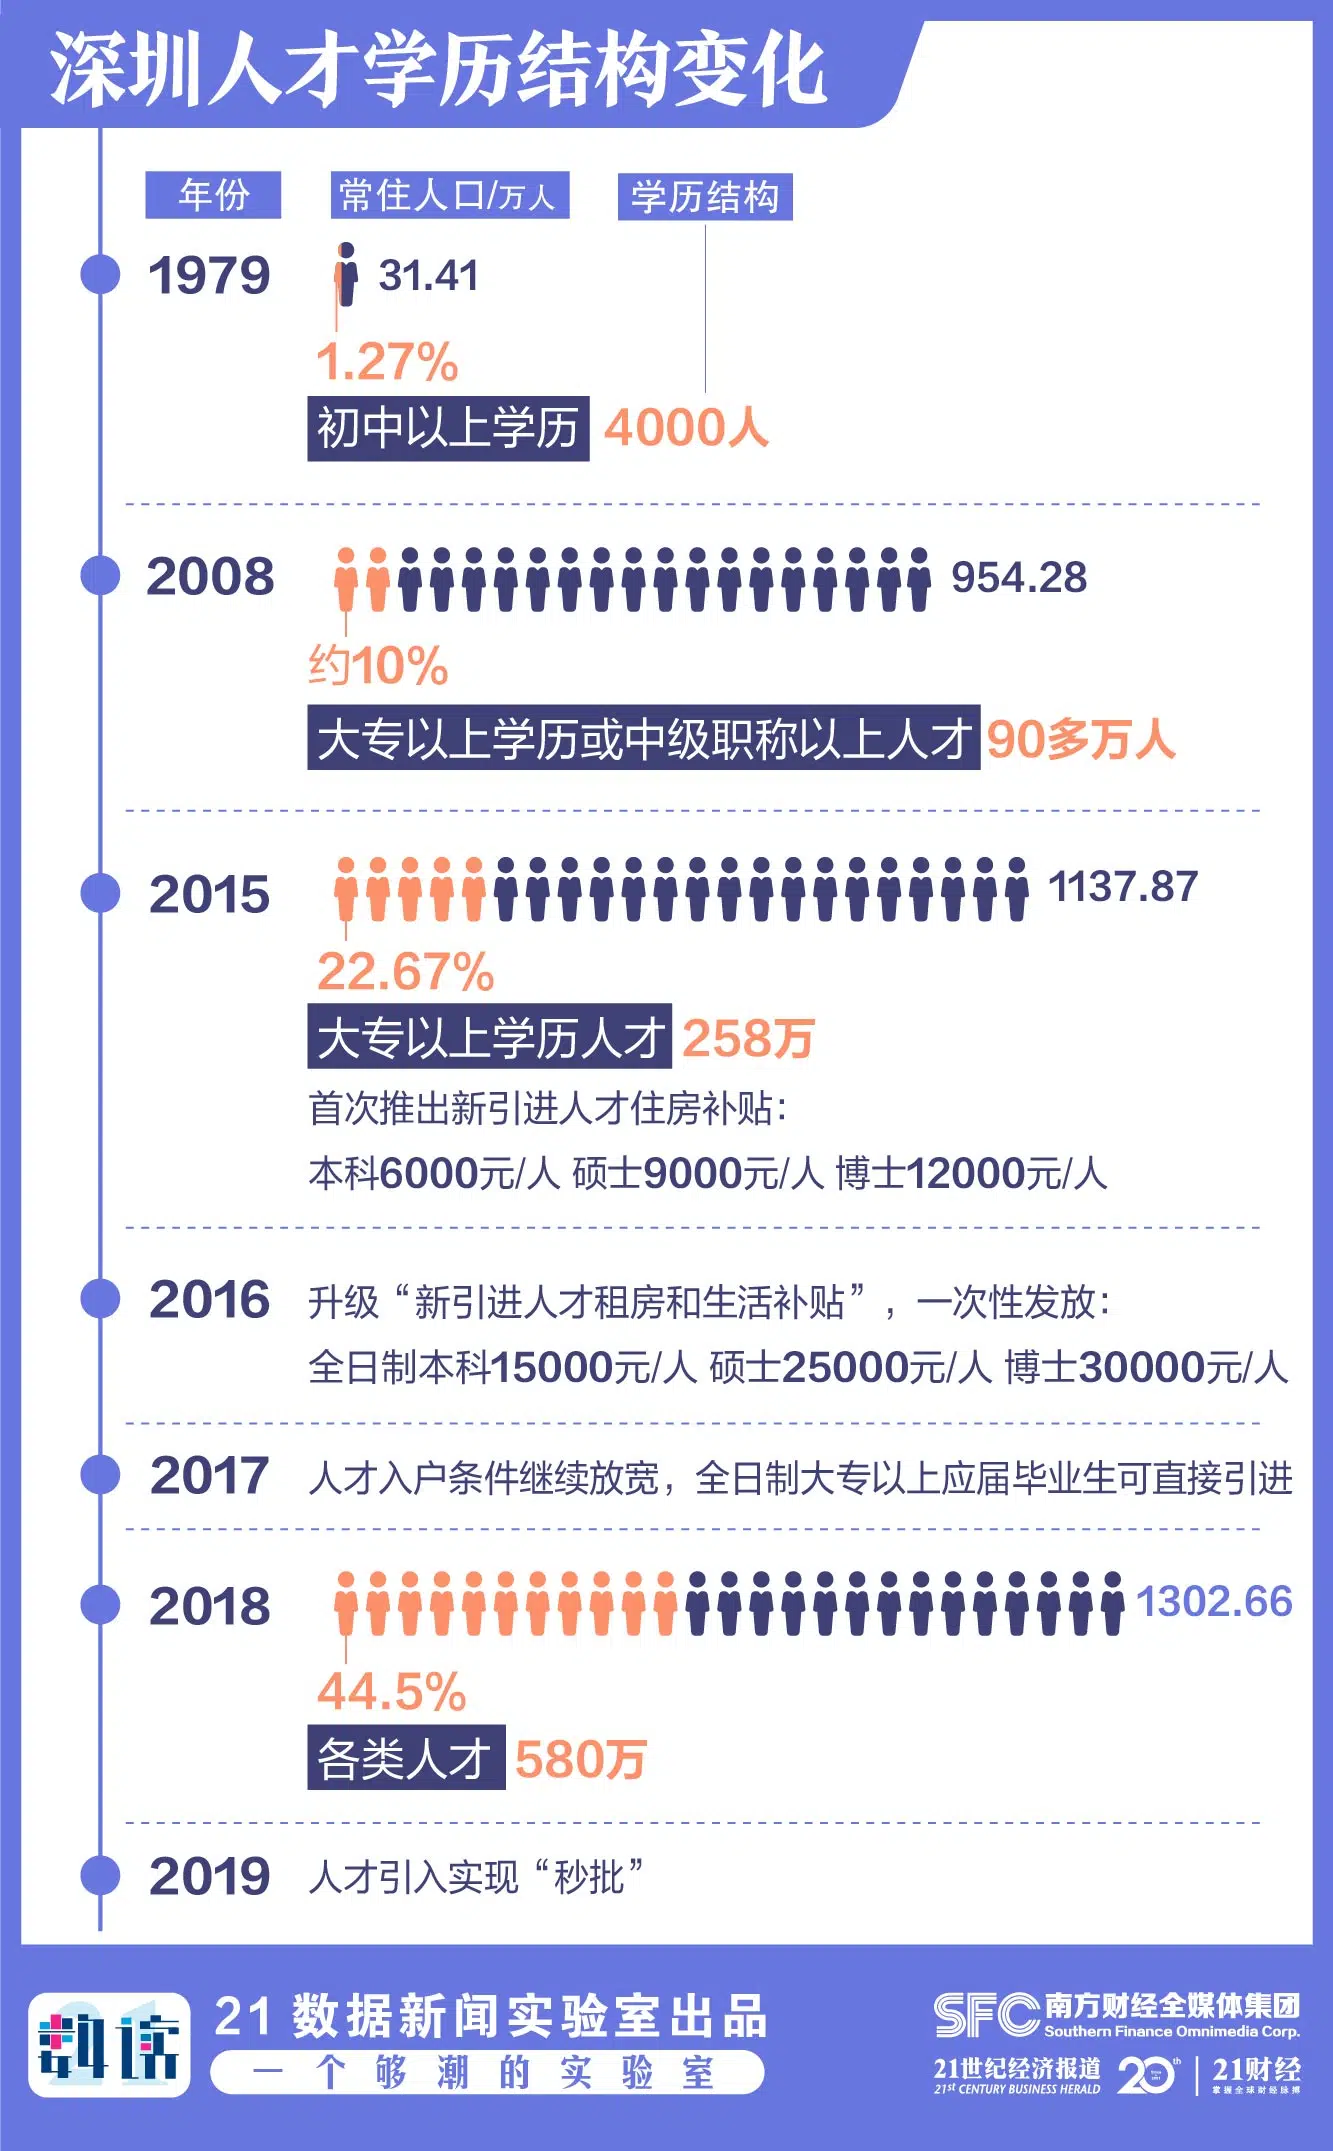 深圳人才学历结构变化
年份 常住人口/万人 学历结构
1979 31.41
1.27%
初中以上学历 4000人
2008 954.28
约10%
大专以上学历或中级职称以上人才 90多万人
2015 1137.87
22.67%
大专以上学历人才 258万
首次推出新引进人才住房补贴:
本科6000元/人 硕士9000元/人 博士12000元/人
2016 升级“新引进人才租房和生活补贴”，一次性发放:
全日制本科15000元/人 硕士25000元/人 博士30000元/人
2017 人才入户条件继续放宽，全日制大专以上应届毕业生可直接引进
2018 1302.66
44.5%
各类人才 580万
2019 人才引入实现“秒批”
21 数据新闻实验室出品
一个够潮的实验室
SFC 南方财经全媒体集团
Southern Finance Omnimedia Corp.
21世纪经济报道 20th 21财经
21st CENTURY BUSINESS HERALD 掌握全球财经脉搏